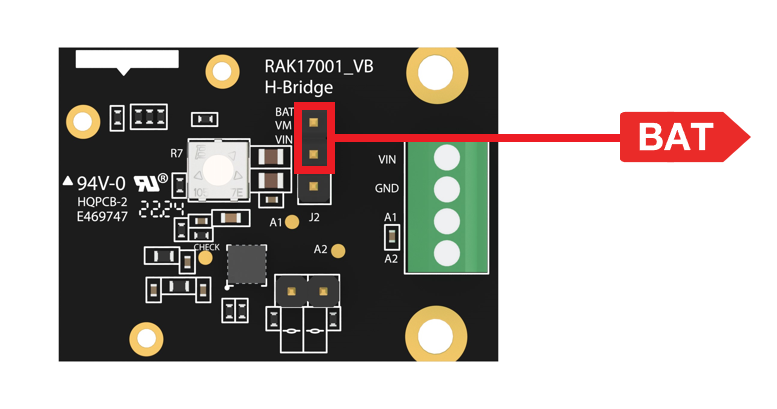 RAK17001_VB
H-Bridge
BAT
VM
VIN
BAT
R7
VIN
GND
94V-0
HQPCB-2
E469747
2224
J2
A1
A1
A2
A2
CHECK